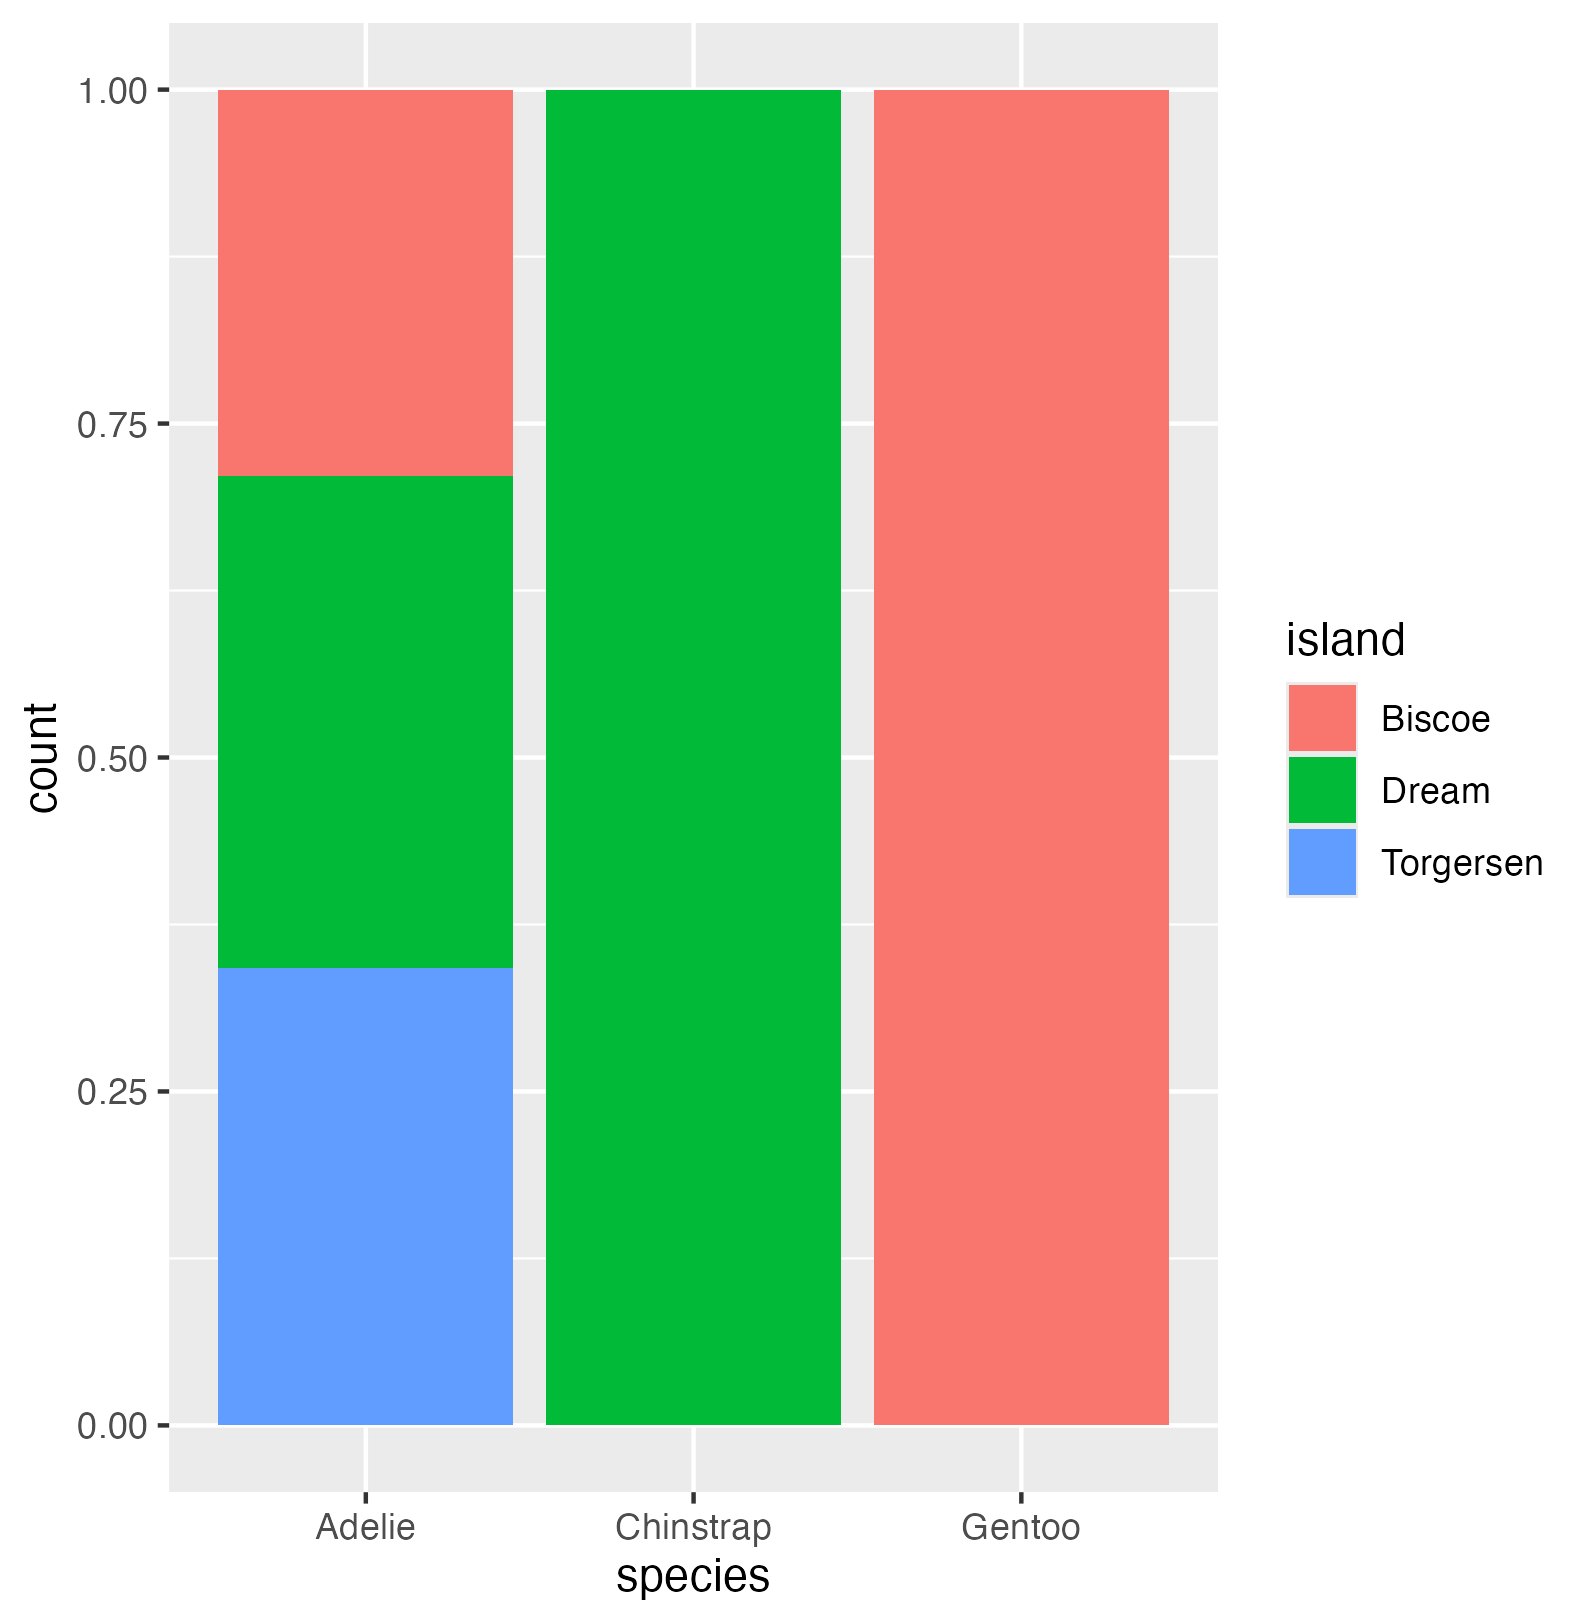 1.00
0.75
0.50
0.25
0.00
count
Adelie
Chinstrap
Gentoo
species
island
Biscoe
Dream
Torgersen